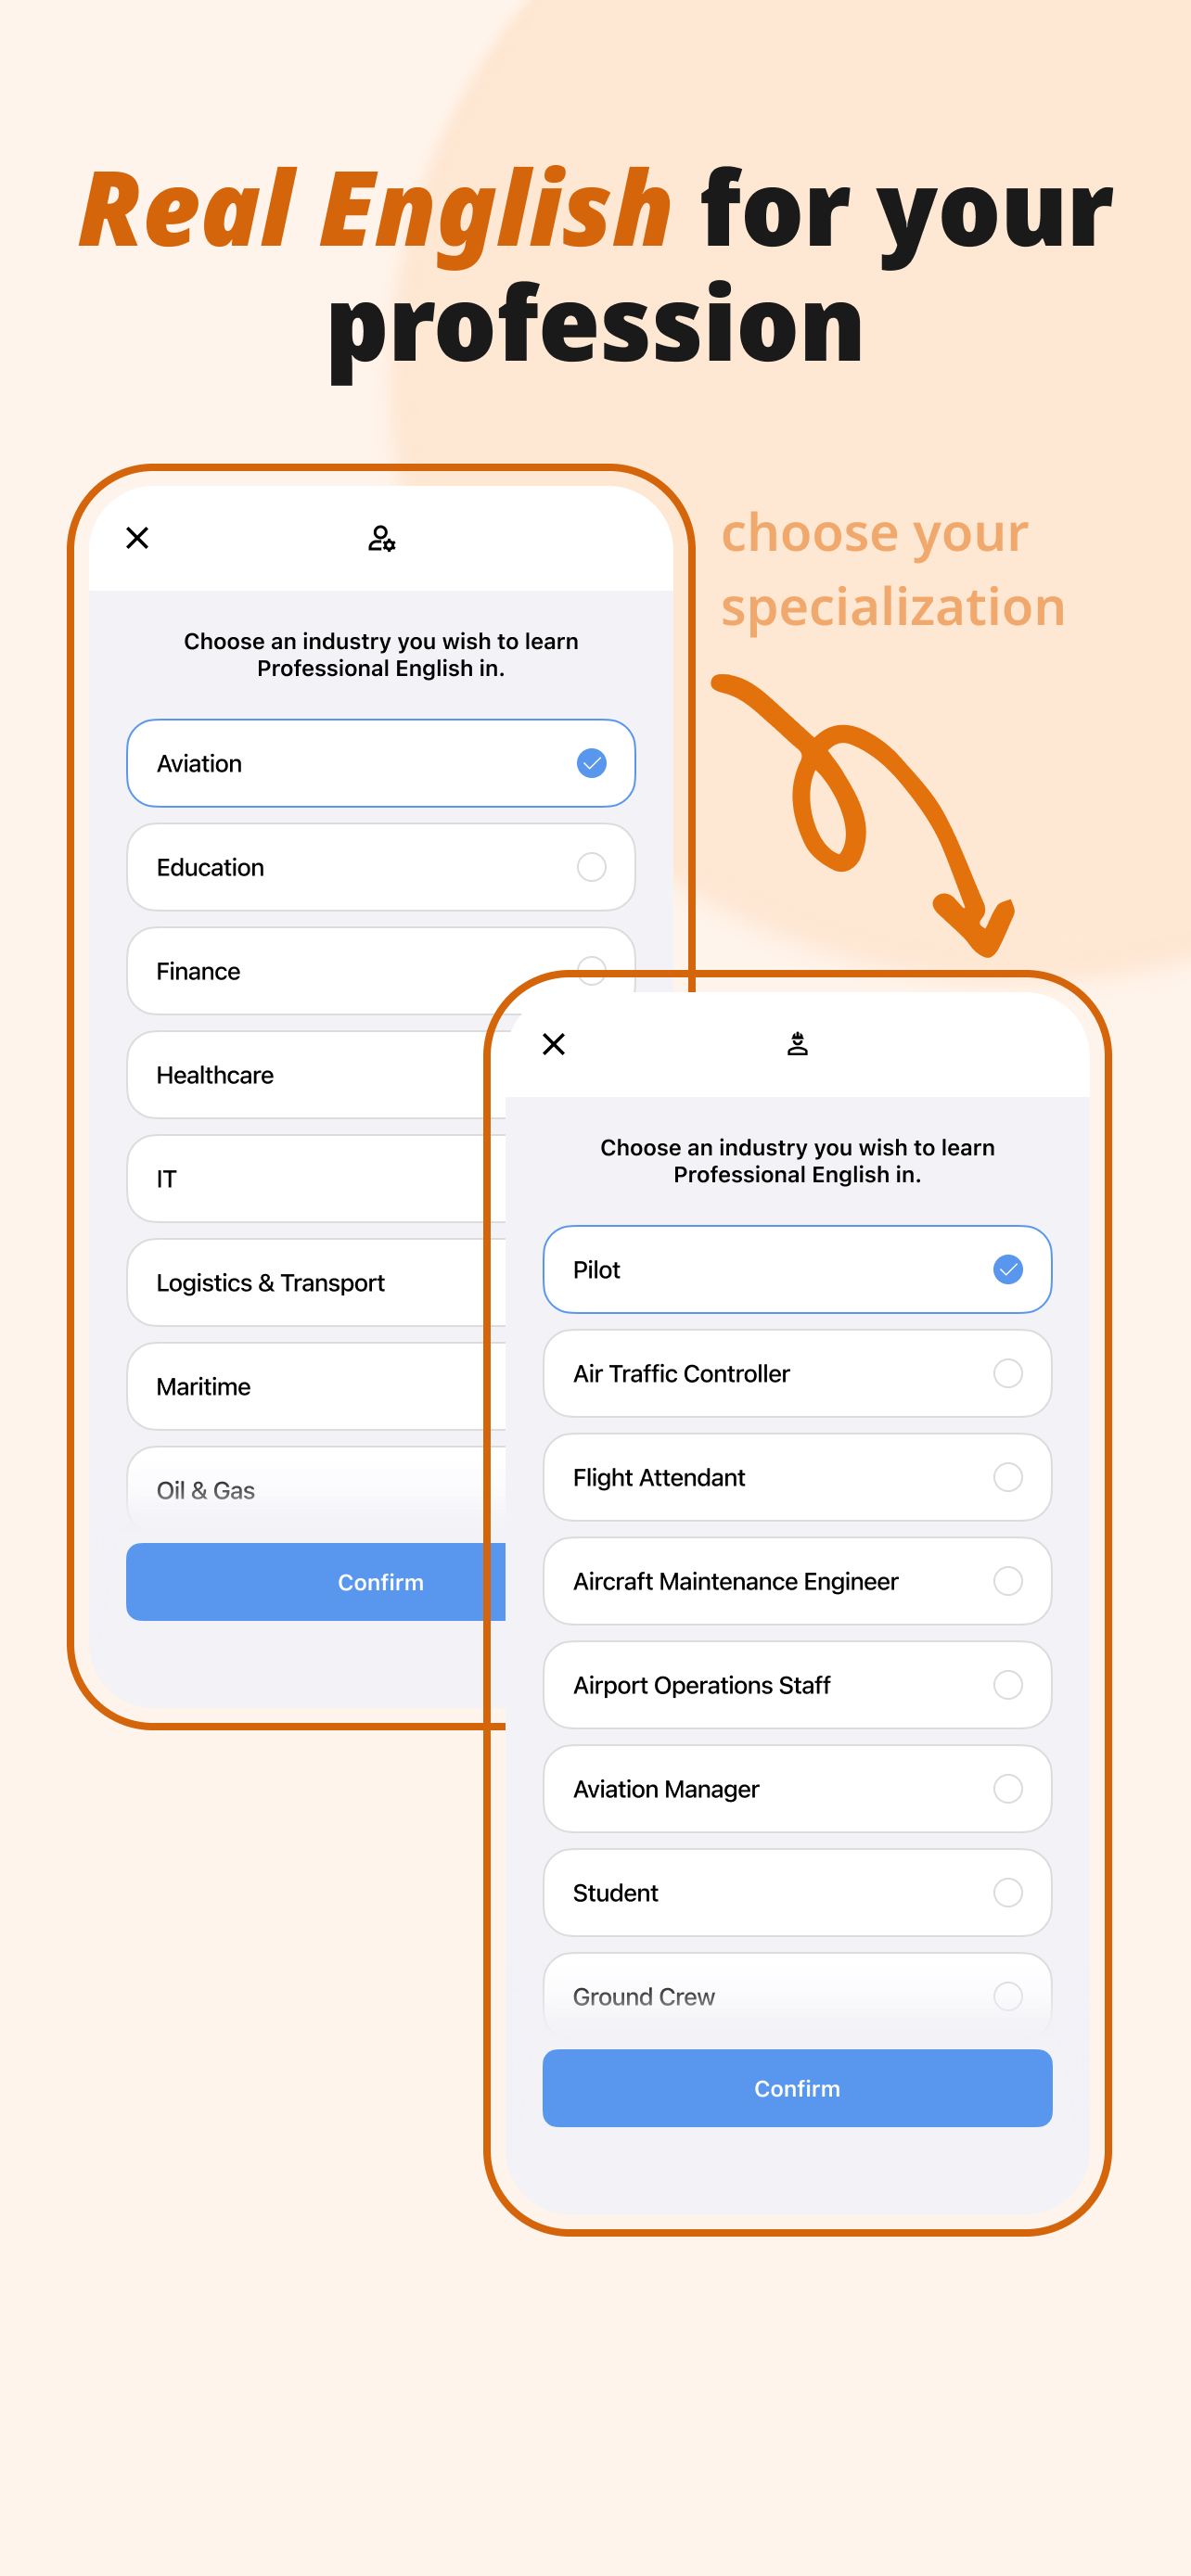 Real English for your
profession
choose your
specialization
Choose an industry you wish to learn
Professional English in.
Aviation
Education
Finance
Healthcare
IT
Logistics & Transport
Maritime
Oil & Gas
Confirm
Choose an industry you wish to learn
Professional English in.
Pilot
Air Traffic Controller
Flight Attendant
Aircraft Maintenance Engineer
Airport Operations Staff
Aviation Manager
Student
Ground Crew
Confirm